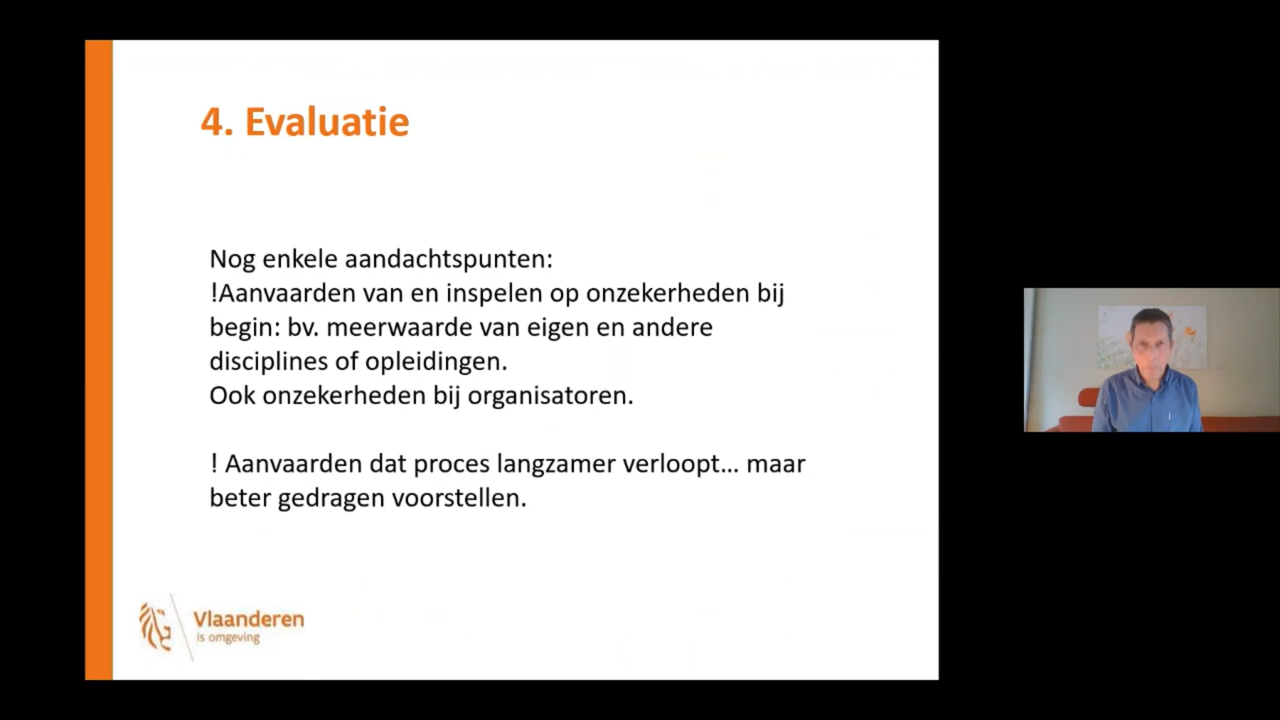 4. Evaluatie
Nog enkele aandachtspunten:
!Aanvaarden van en inspelen op onzekerheden bij
begin: bv. meerwaarde van eigen en andere
disciplines of opleidingen.
Ook onzekerheden bij organisatoren.
! Aanvaarden dat proces langzamer verloopt... maar
beter gedragen voorstellen.
Vlaanderen
is omgeving